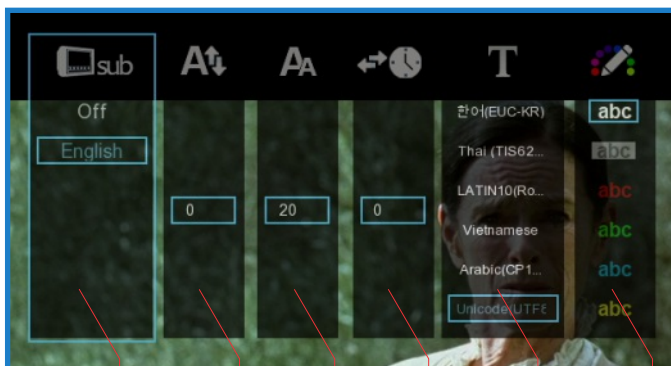 sub
A
AA
T
Off
English
0
20
0
한어(EUC-KR)
Thai (TIS62...
LATIN10(Ro...
Vietnamese
Arabic(CP1...
Unicode(UTF8
abc
abc
abc
abc
abc
abc